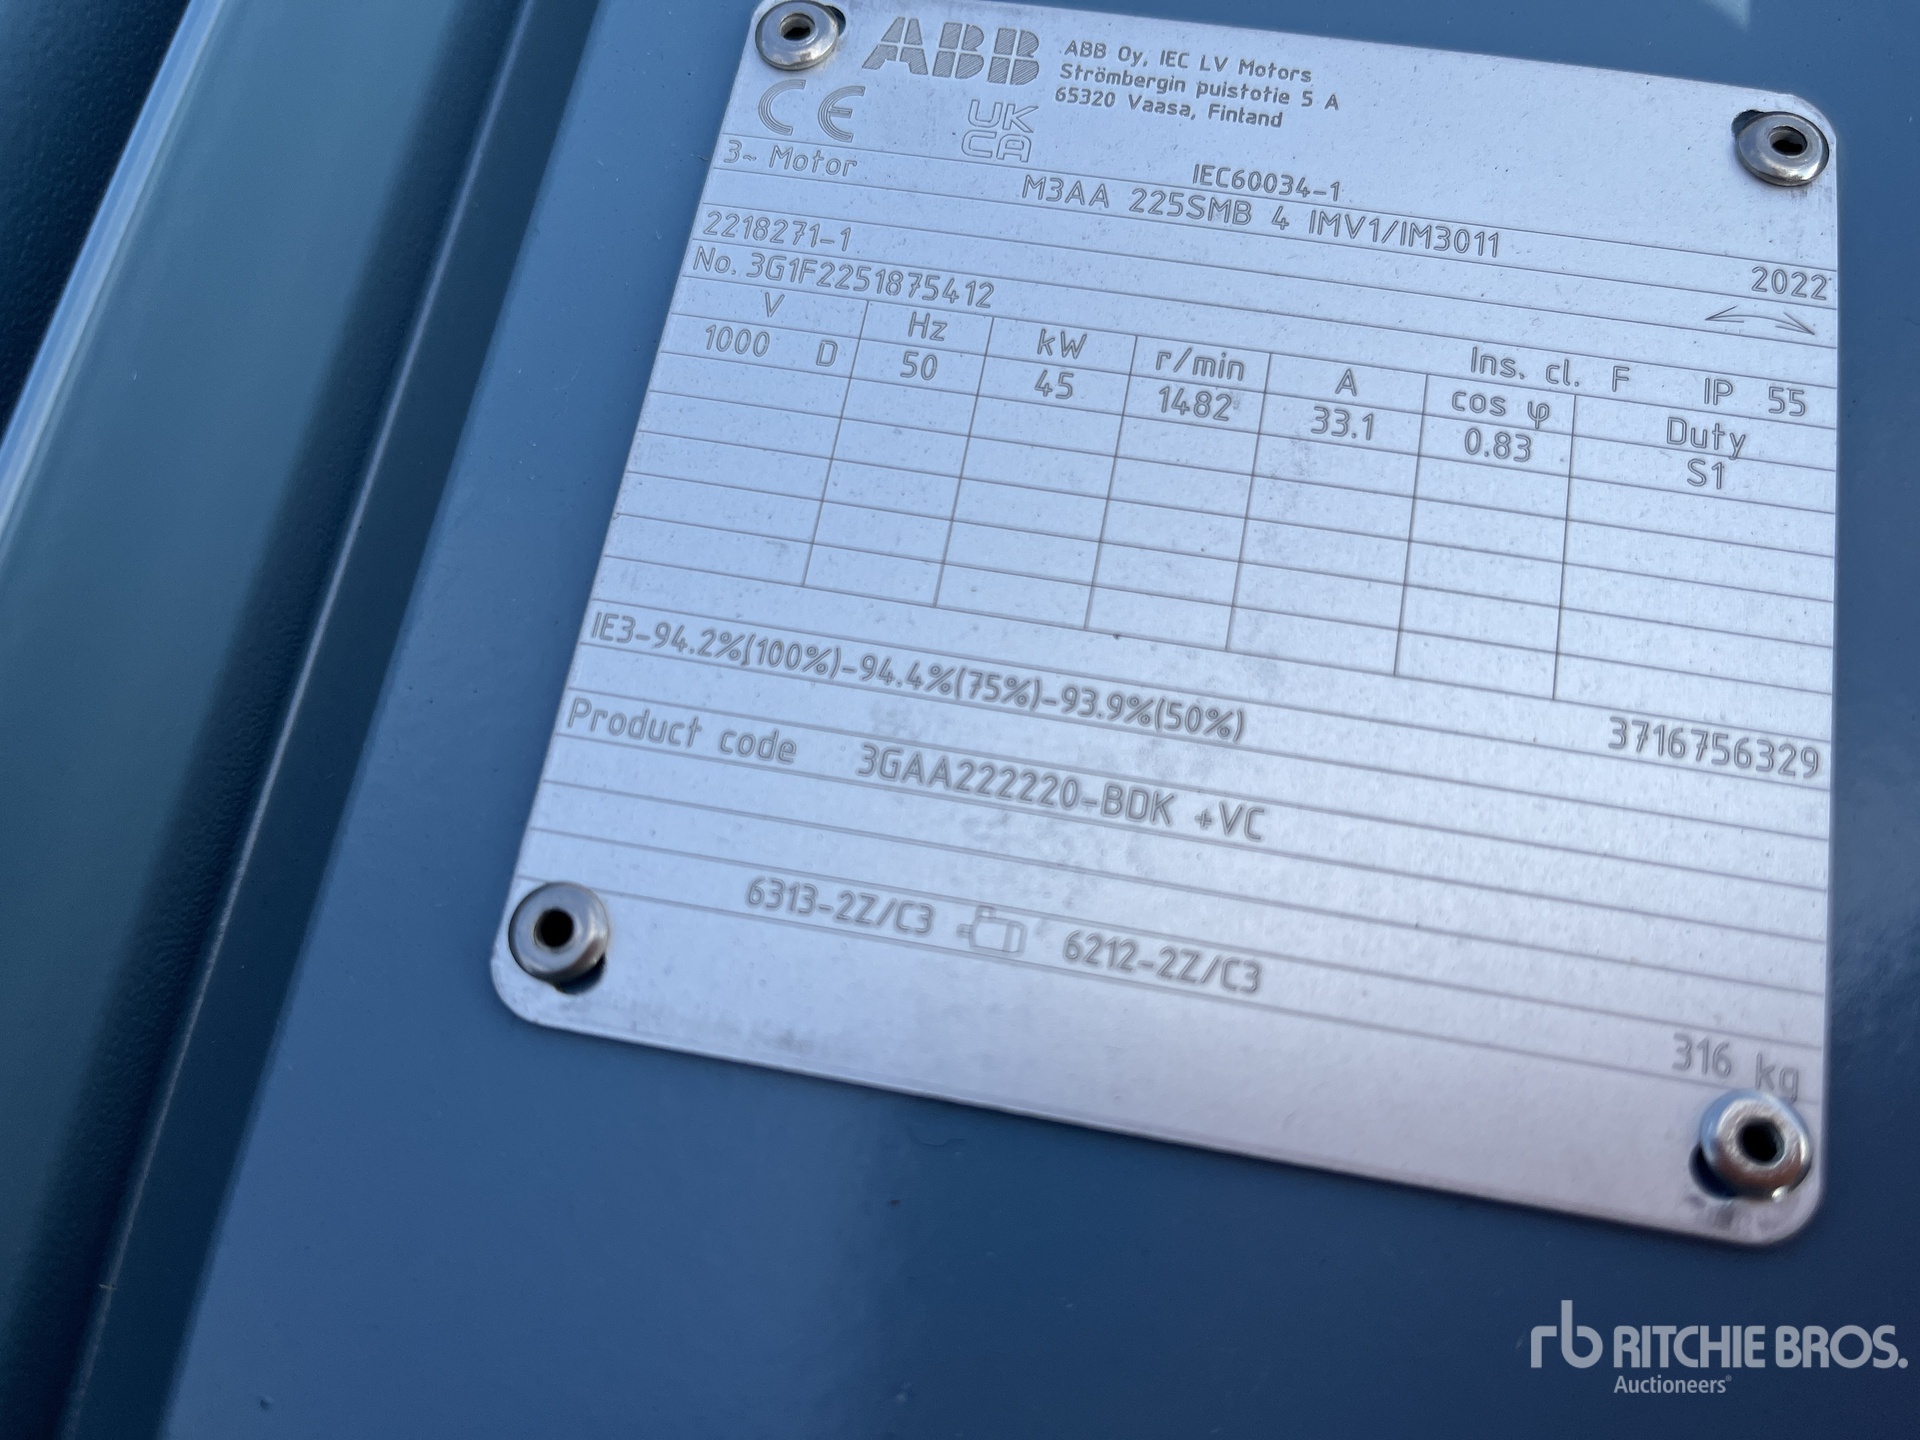 ABB
ABB Oy, IEC LV Motors
Strömbergin puistotie 5 A
65320 Vaasa, Finland
CE UK CA
3~ Motor
IEC60034-1
M3AA 225SMB 4 IMV1/IM3011
2218271-1
2022
No. 3G1F2251875412
Ins. cl. F IP 55
V Hz kW r/min A cos φ Duty
1000 D 50 45 1482 33.1 0.83 S1
IE3-94.2%(100%)-94.4%(75%)-93.9%(50%)
3716756329
Product code 3GAA222220-BDK +VC
6313-2Z/C3 6212-2Z/C3
316 kg
rb RITCHIE BROS.
Auctioneers®